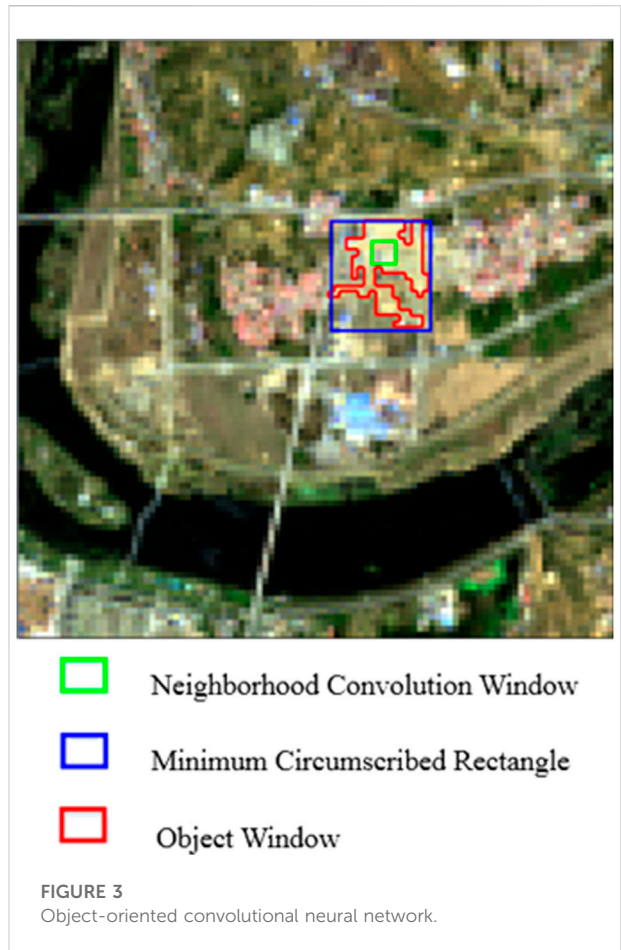 Neighborhood Convolution Window
Minimum Circumscribed Rectangle
Object Window
FIGURE 3
Object-oriented convolutional neural network.